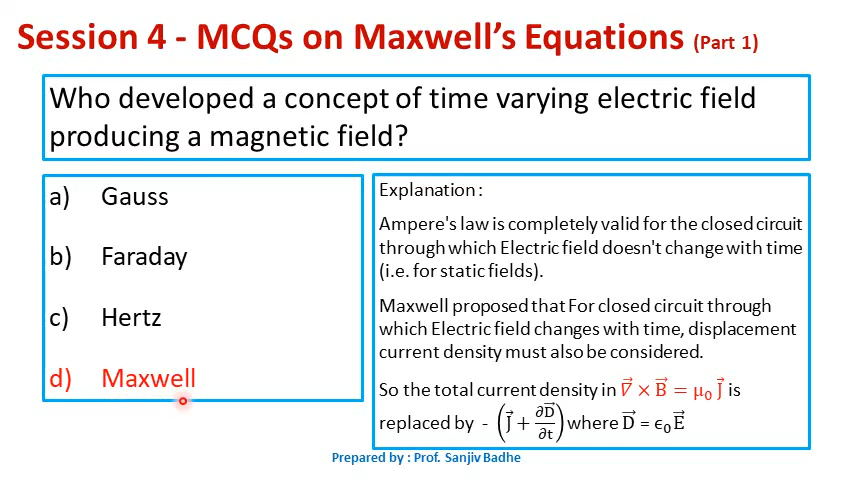 Session 4 - MCQs on Maxwell's Equations (Part 1)
Who developed a concept of time varying electric field
producing a magnetic field?
a) Gauss
b) Faraday
c) Hertz
d) Maxwell
Explanation :
Ampere's law is completely valid for the closed circuit
through which Electric field doesn't change with time
(i.e. for static fields).
Maxwell proposed that For closed circuit through
which Electric field changes with time, displacement
current density must also be considered.
So the total current density in ∇⃗ × B⃗ = μ₀ J⃗ is
replaced by - (J⃗ + ∂D⃗/∂t) where D⃗ = ϵ₀E⃗
Prepared by : Prof. Sanjiv Badhe